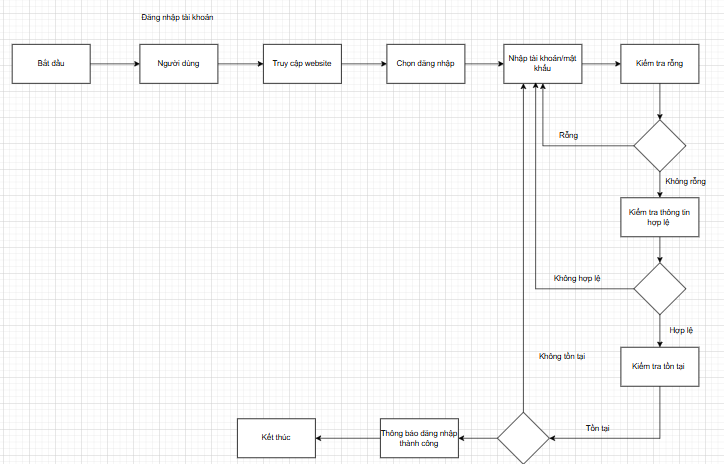 Đăng nhập tài khoản
Bắt đầu
Người dùng
Truy cập website
Chọn đăng nhập
Nhập tài khoản/mật
khẩu
Kiểm tra rỗng
Rỗng
Không rỗng
Kiểm tra thông tin
hợp lệ
Không hợp lệ
Hợp lệ
Kiểm tra tồn tại
Không tồn tại
Tồn tại
Thông báo đăng nhập
thành công
Kết thúc